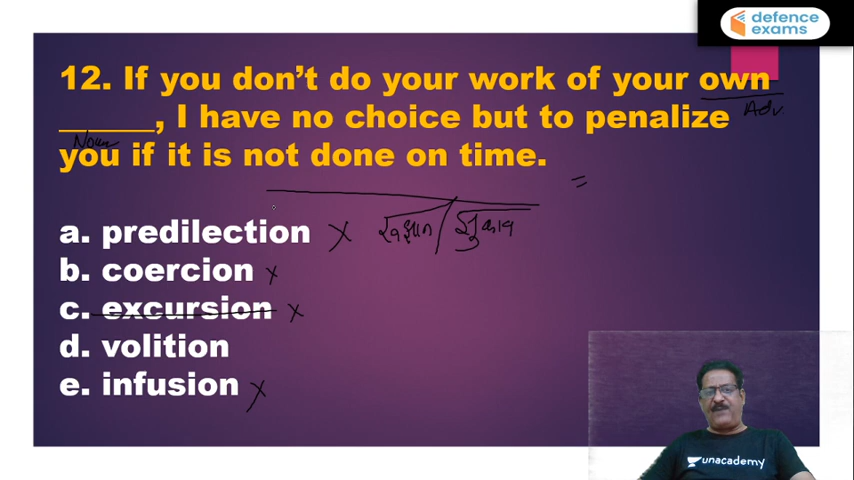 defence
exams
12. If you don't do your work of your own
Adv.
_____, I have no choice but to penalize
Noun
you if it is not done on time.
=
a. predilection x रुझान/झुकाव
b. coercion x
c. excursion x
d. volition
e. infusion x
unacademy